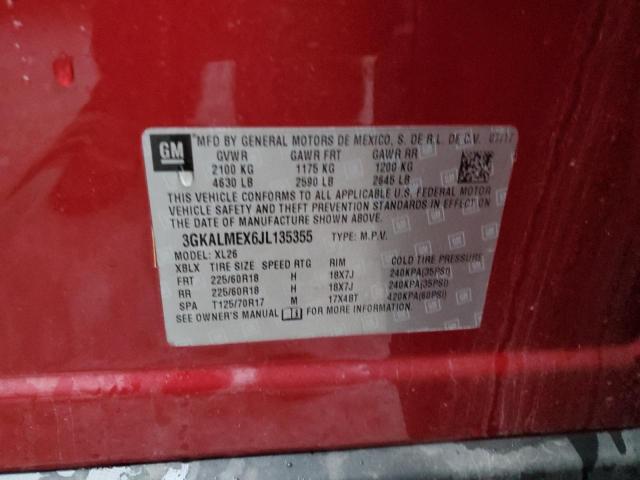 GM MFD BY GENERAL MOTORS DE MEXICO, S. DE R.L. DE C.V. 07/17
GVWR GAWR FRT GAWR RR
2100 KG 1175 KG 1200 KG
4630 LB 2590 LB 2645 LB
THIS VEHICLE CONFORMS TO ALL APPLICABLE U.S. FEDERAL MOTOR
VEHICLE SAFETY AND THEFT PREVENTION STANDARDS IN EFFECT ON THE
DATE OF MANUFACTURE SHOWN ABOVE.
3GKALMEX6JL135355 TYPE: M.P.V.
MODEL: XL26
XBLX TIRE SIZE SPEED RTG RIM COLD TIRE PRESSURE
FRT 225/60R18 H 18X7J 240KPA(35PSI)
RR 225/60R18 H 18X7J 240KPA(35PSI)
SPA T125/70R17 M 17X4BT 420KPA(60PSI)
SEE OWNER'S MANUAL FOR MORE INFORMATION.